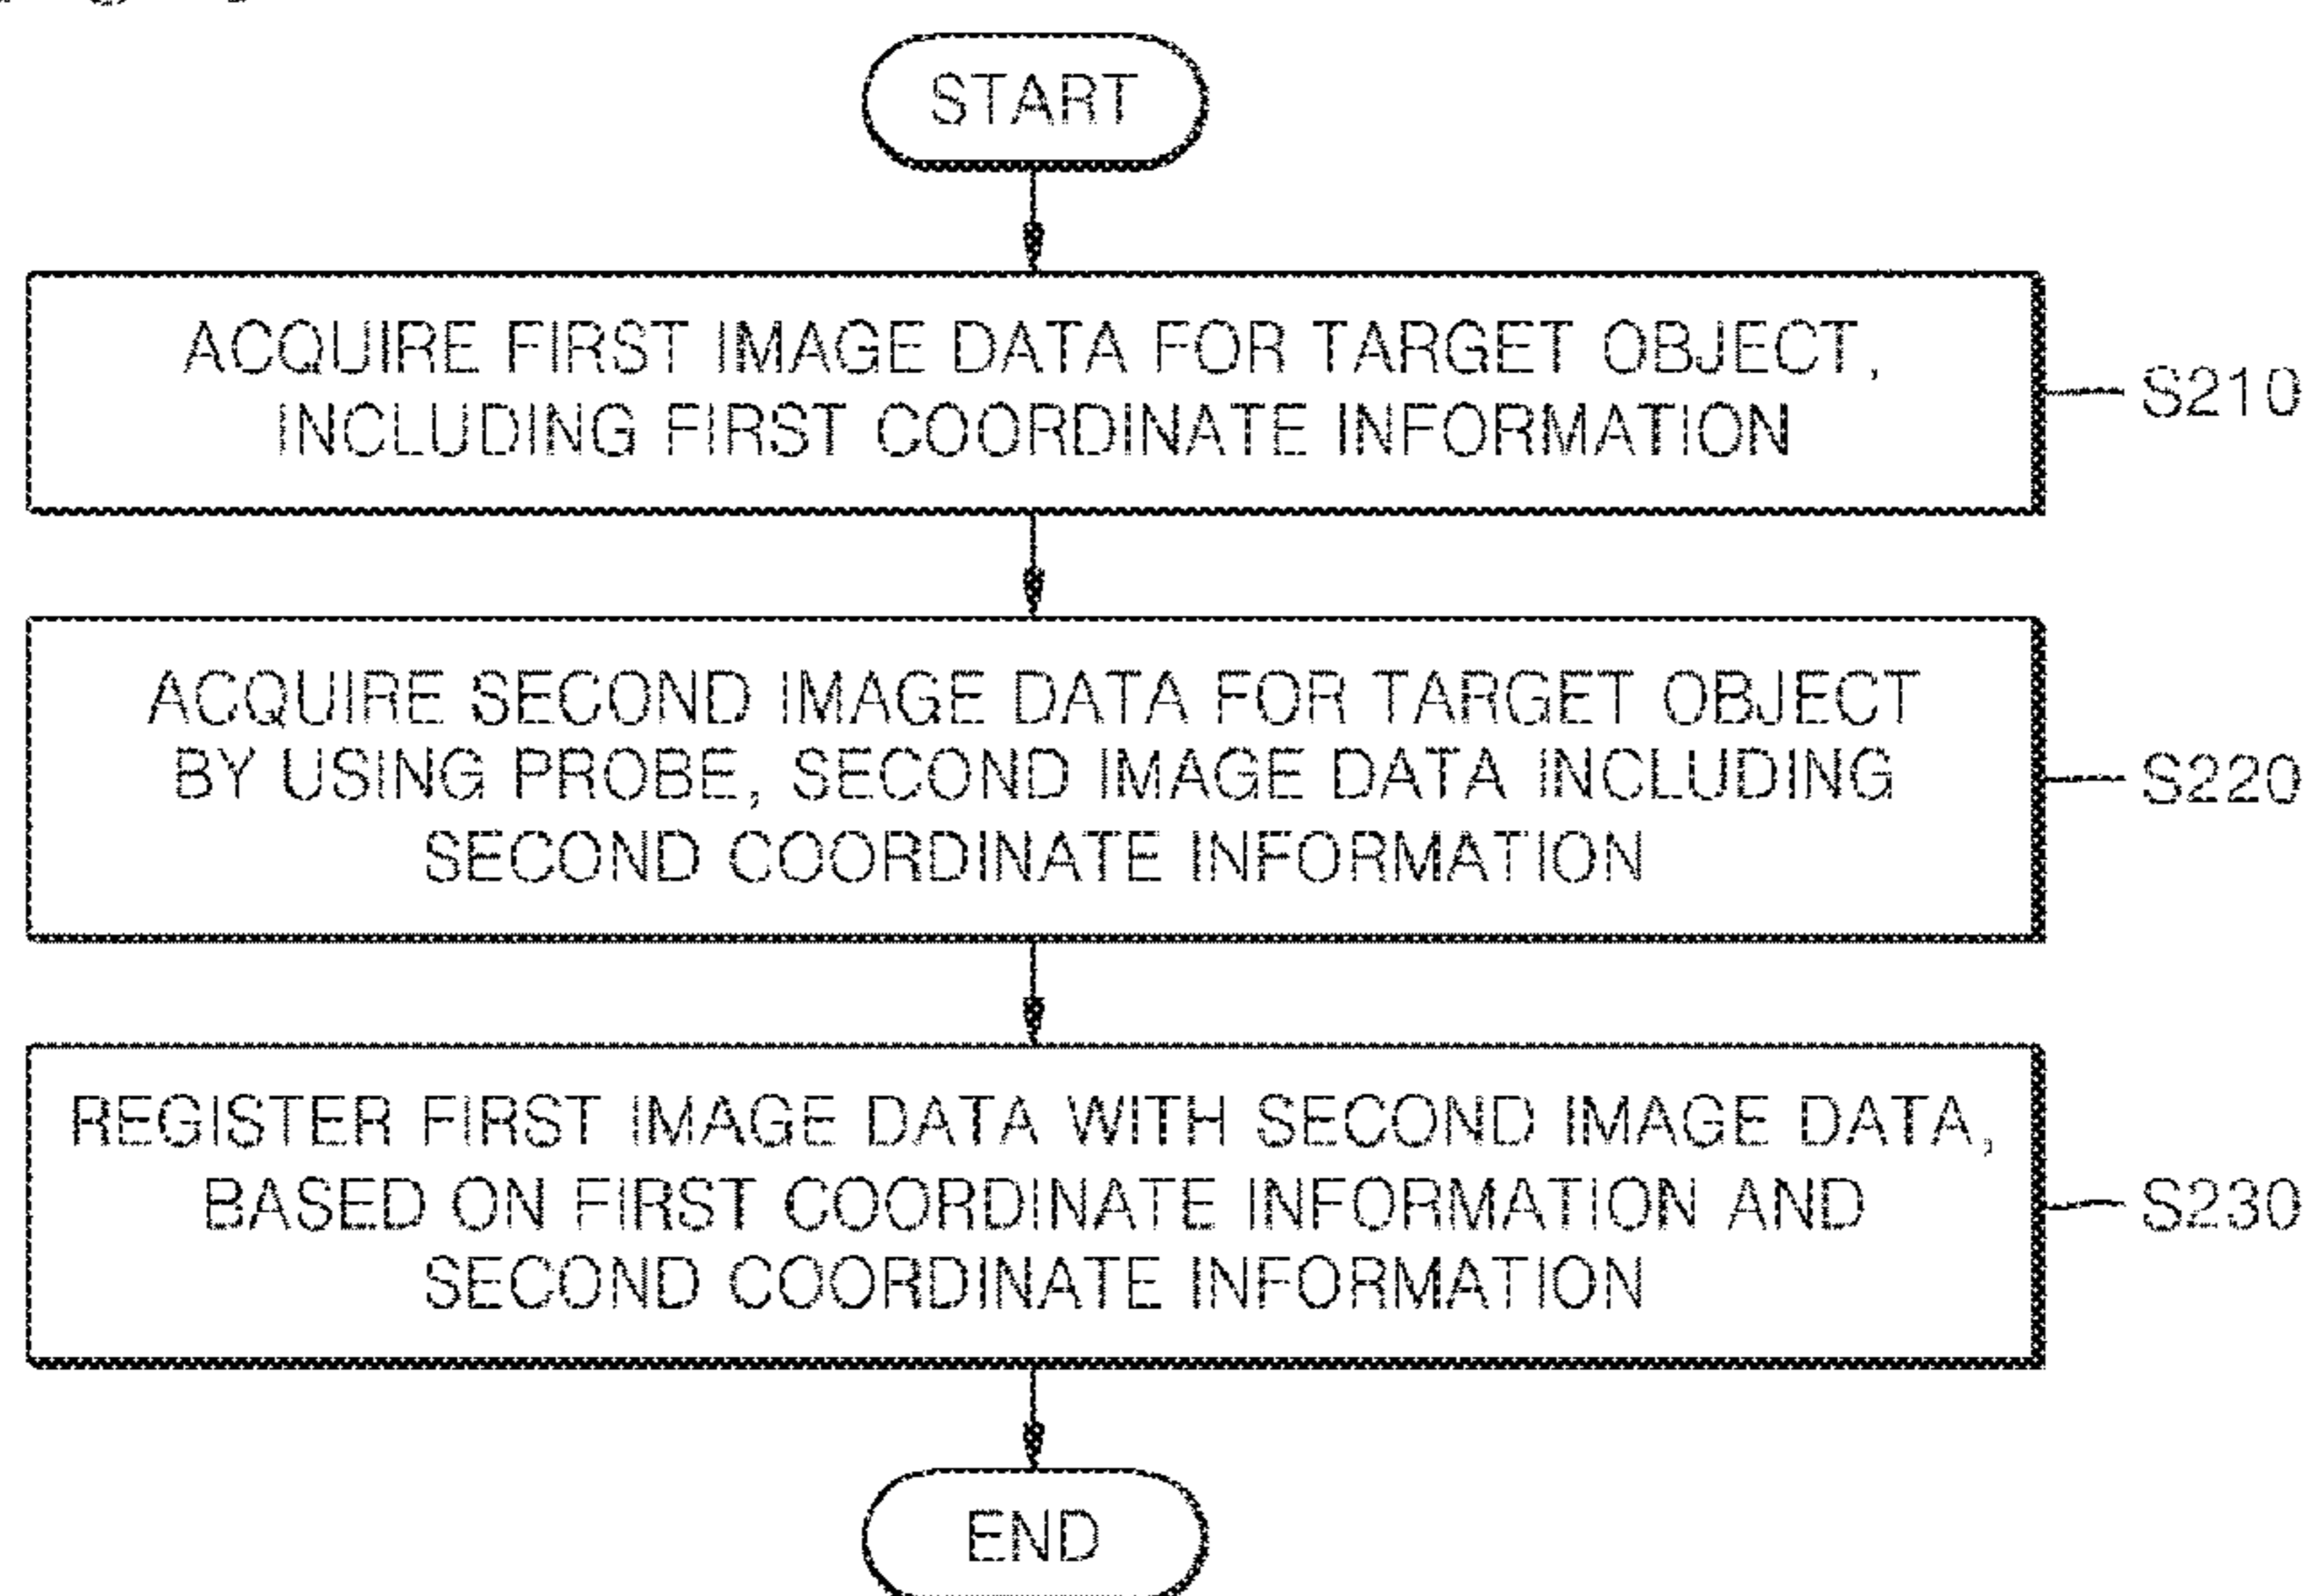 START
ACQUIRE FIRST IMAGE DATA FOR TARGET OBJECT,
INCLUDING FIRST COORDINATE INFORMATION
S210
ACQUIRE SECOND IMAGE DATA FOR TARGET OBJECT
BY USING PROBE, SECOND IMAGE DATA INCLUDING
SECOND COORDINATE INFORMATION
S220
REGISTER FIRST IMAGE DATA WITH SECOND IMAGE DATA,
BASED ON FIRST COORDINATE INFORMATION AND
SECOND COORDINATE INFORMATION
S230
END